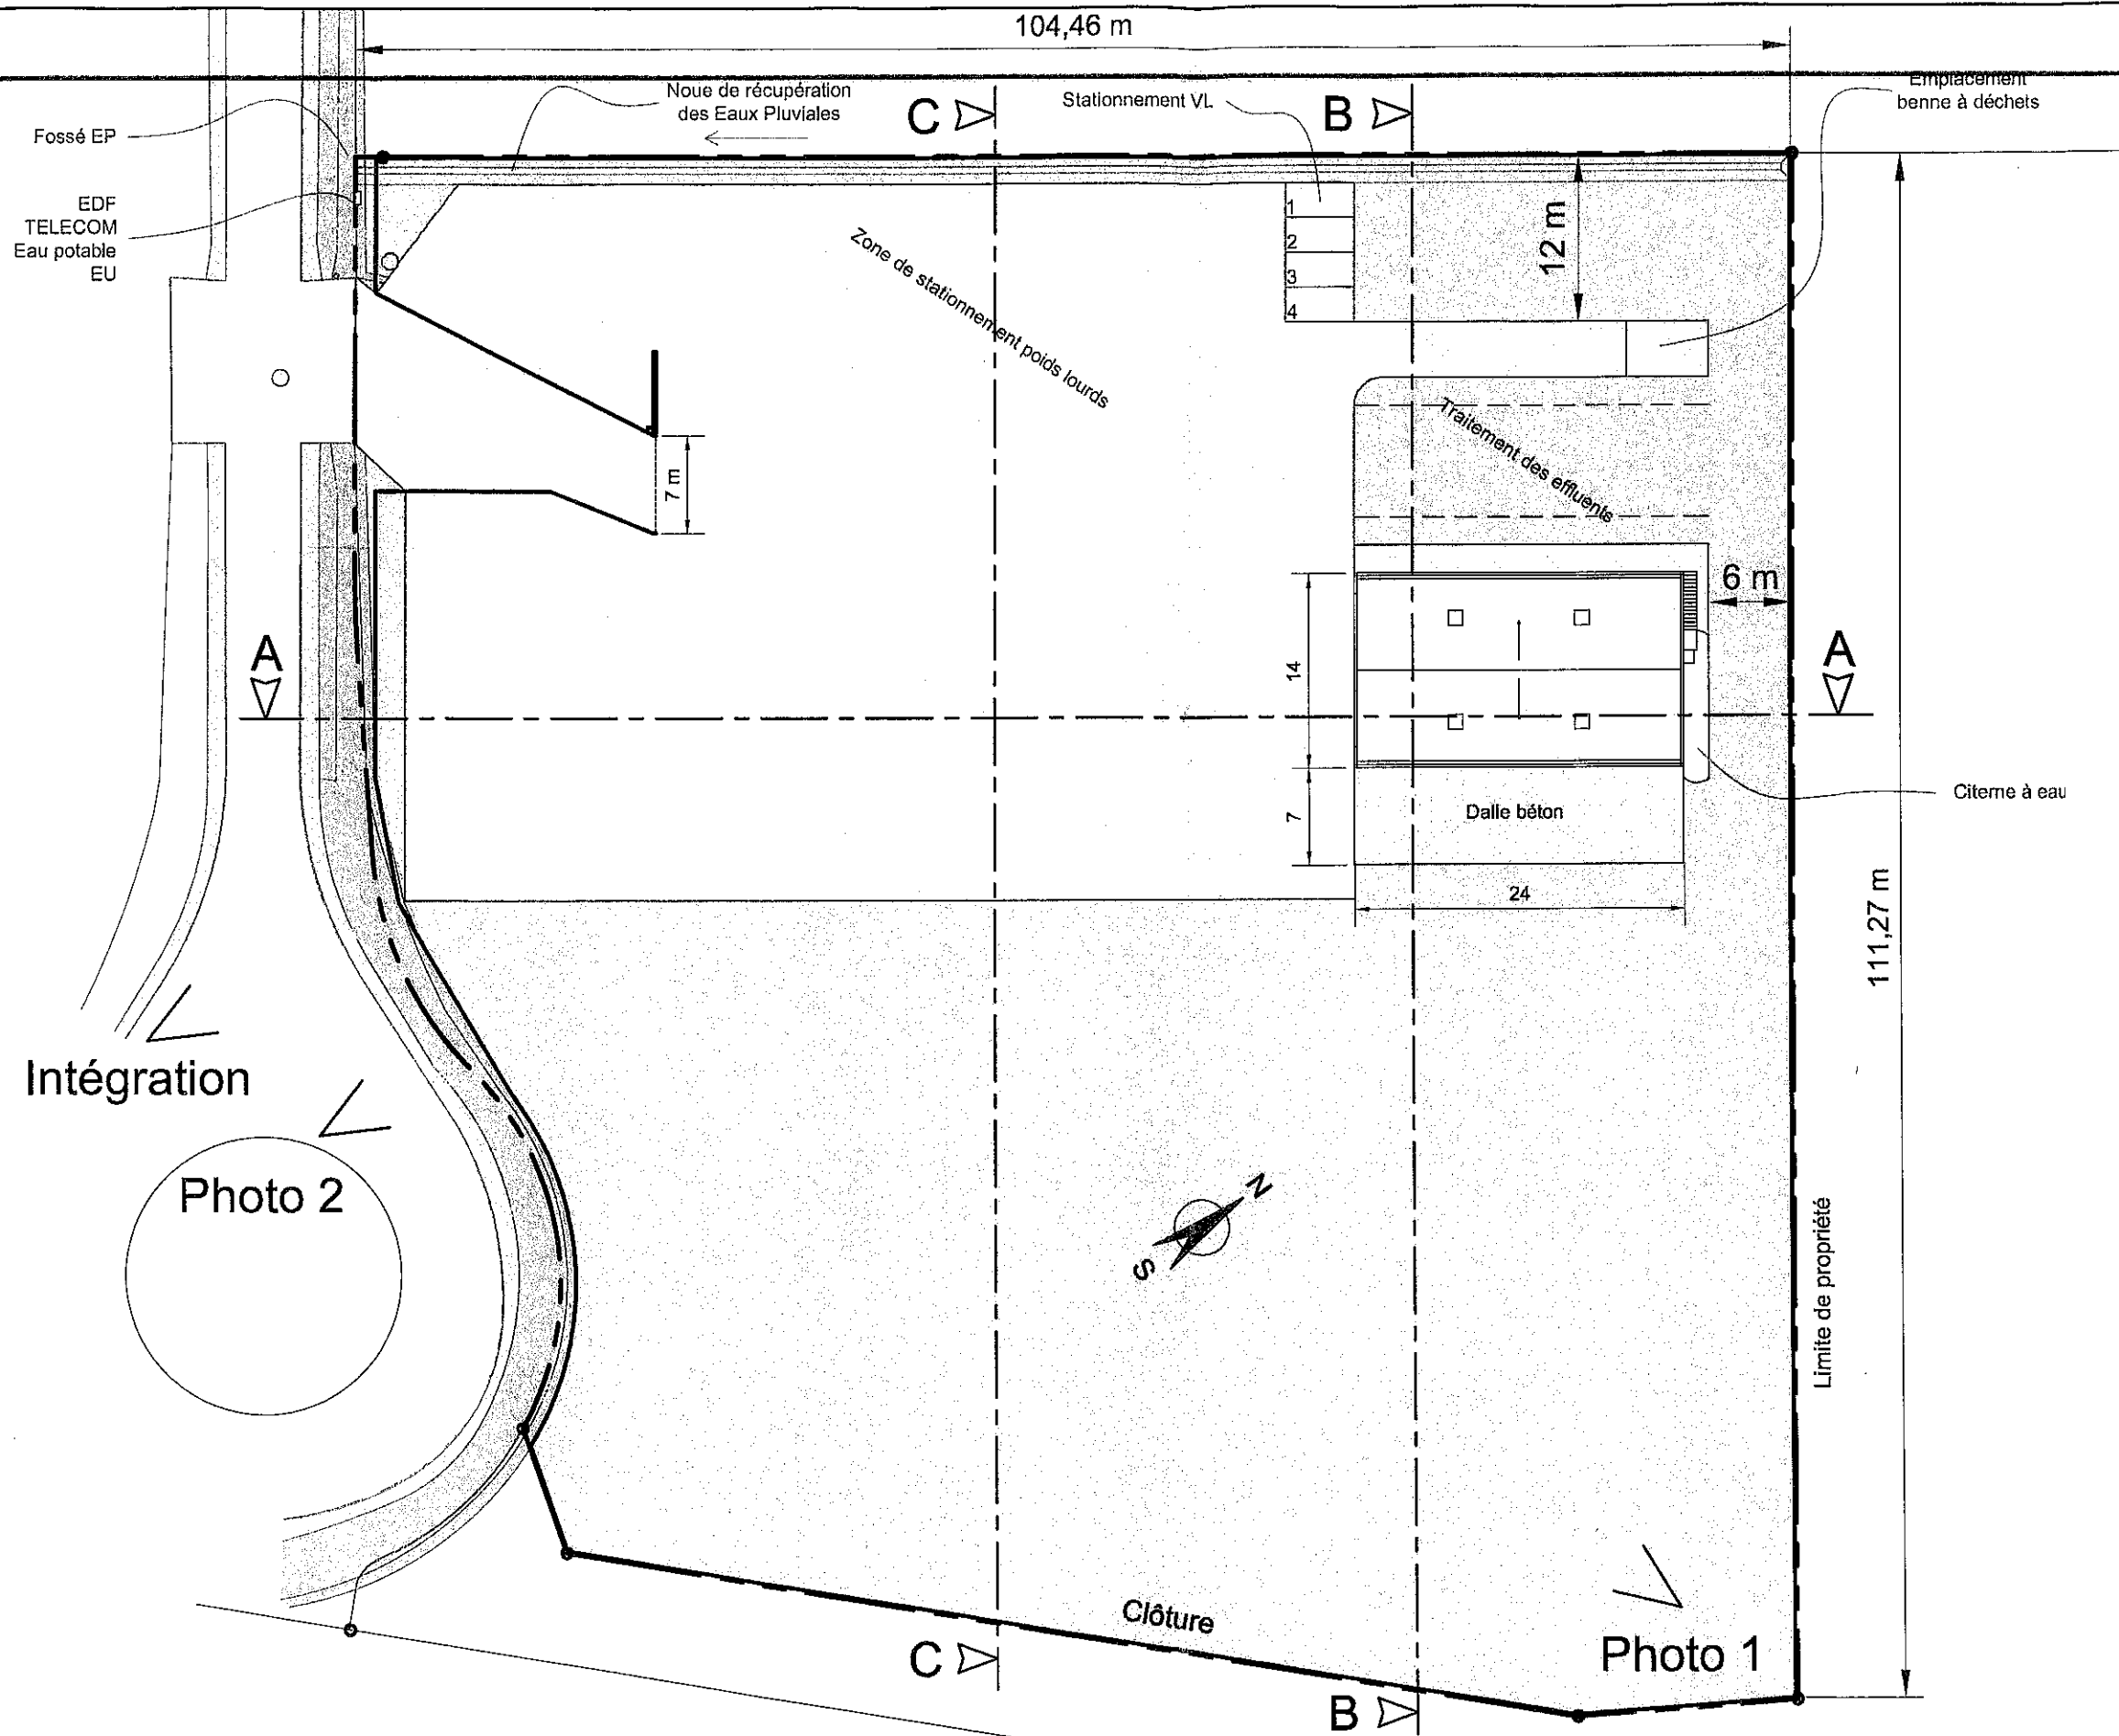 104,46 m
Emplacement
benne à déchets
Noue de récupération
des Eaux Pluviales
Stationnement VL
C
B
Fossé EP
EDF
TELECOM
Eau potable
EU
1
2
3
4
12 m
Zone de stationnement poids lourds
Traitement des effluents
7 m
6 m
A
A
14
7
Dalle béton
Citerne à eau
24
111,27 m
Intégration
Photo 2
N
S
Limite de propriété
Clôture
Photo 1
C
B